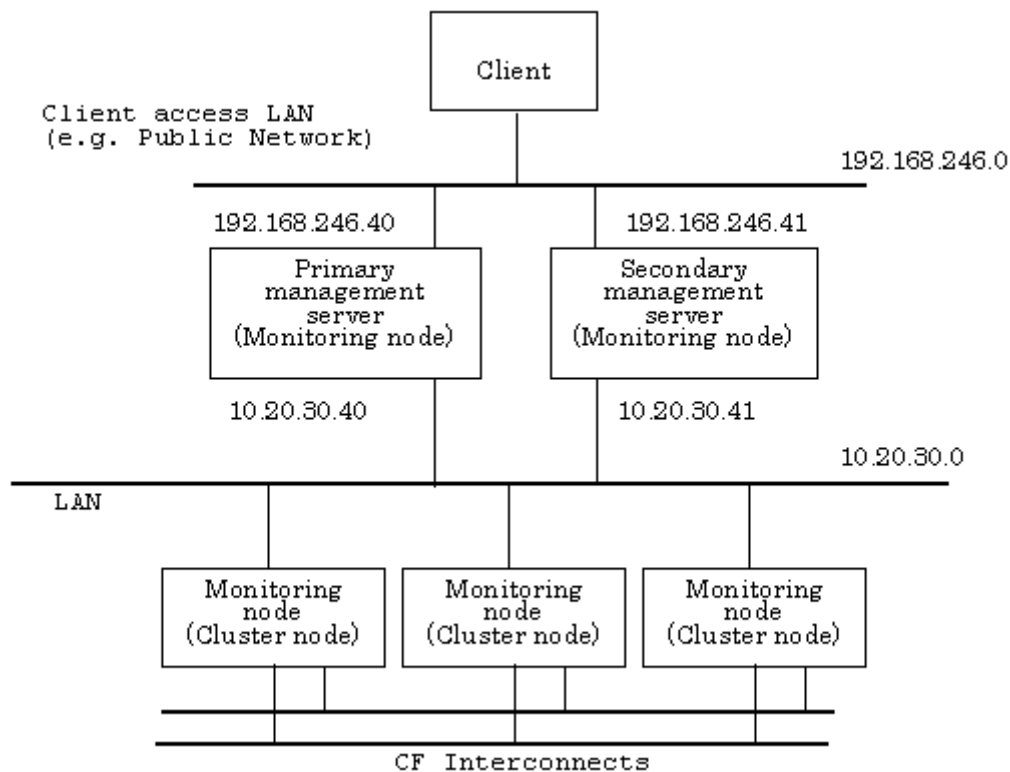 Client
Client access LAN
(e.g. Public Network)
192.168.246.0
192.168.246.40
192.168.246.41
Primary
management
server
(Monitoring node)
Secondary
management
server
(Monitoring node)
10.20.30.40
10.20.30.41
10.20.30.0
LAN
Monitoring
node
(Cluster node)
Monitoring
node
(Cluster node)
Monitoring
node
(Cluster node)
CF Interconnects